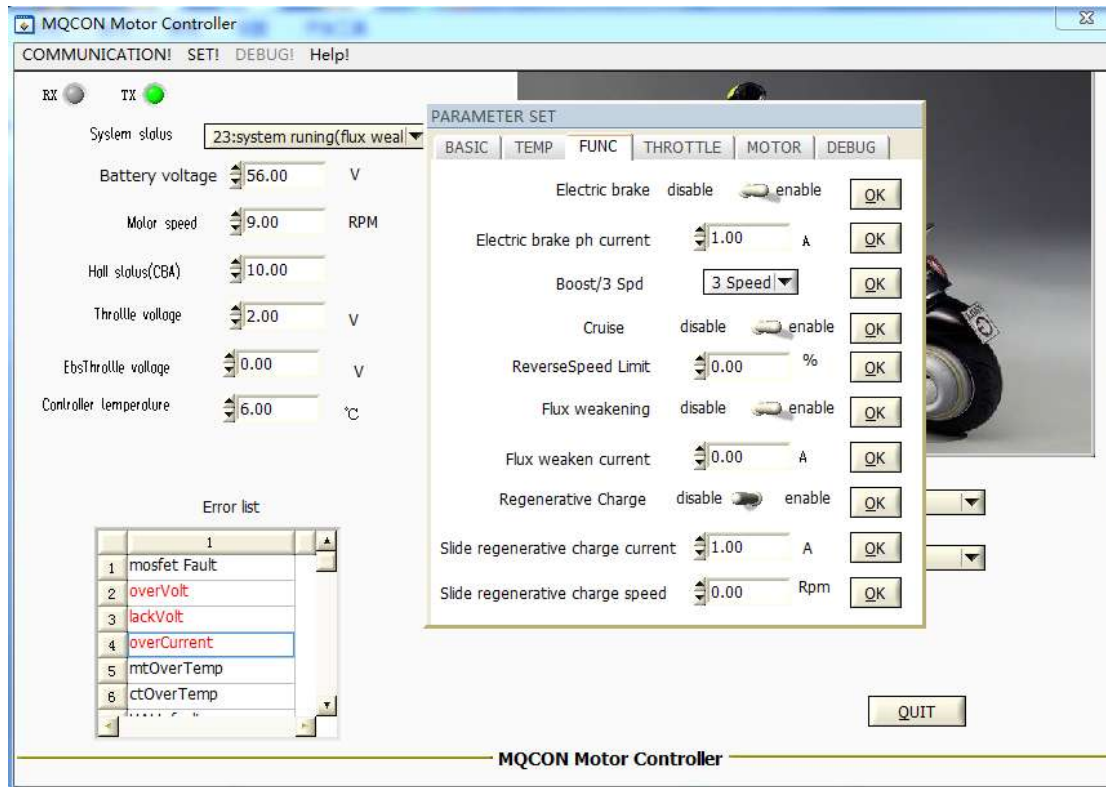 MQCON Motor Controller
COMMUNICATION! SET! DEBUG! Help!
RX TX
System status 23:system runing(flux weal
Battery voltage 56.00 V
Motor speed 9.00 RPM
Hall status(CBA) 10.00
Throttle voltage 2.00 V
EbsThrottle voltage 0.00 V
Controller temperature 6.00 °C
Error list
1
1 mosfet Fault
2 overVolt
3 lackVolt
4 overCurrent
5 mtOverTemp
6 ctOverTemp
PARAMETER SET
BASIC TEMP FUNC THROTTLE MOTOR DEBUG
Electric brake disable enable OK
Electric brake ph current 1.00 A OK
Boost/3 Spd 3 Speed OK
Cruise disable enable OK
ReverseSpeed Limit 0.00 % OK
Flux weakening disable enable OK
Flux weaken current 0.00 A OK
Regenerative Charge disable enable OK
Slide regenerative charge current 1.00 A OK
Slide regenerative charge speed 0.00 Rpm OK
QUIT
MQCON Motor Controller